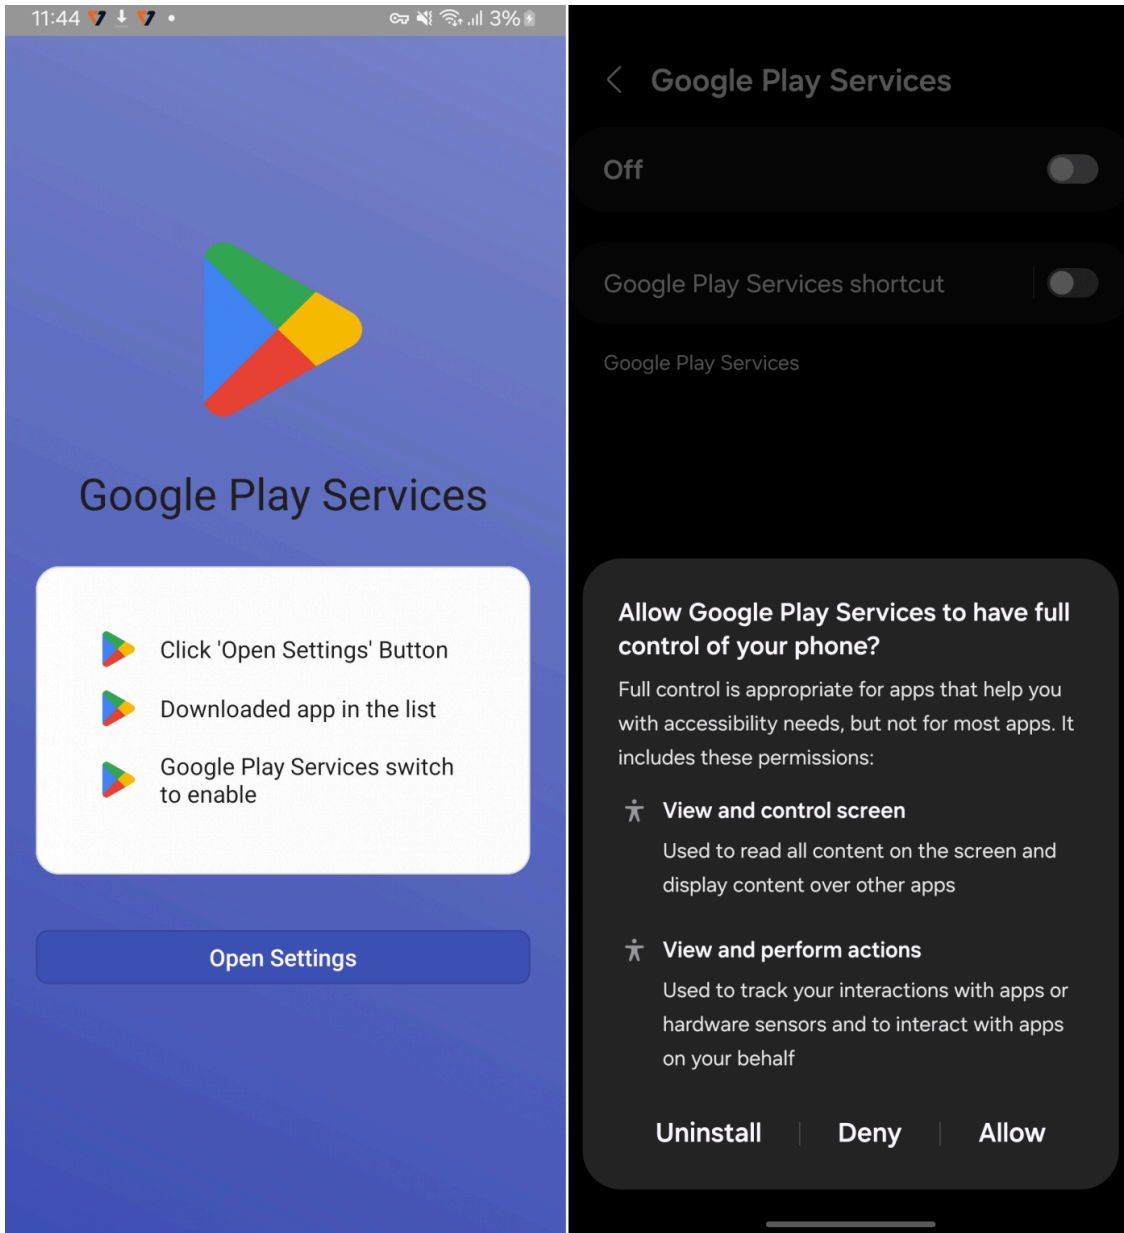 11:44
3%
Google Play Services
Click 'Open Settings' Button
Downloaded app in the list
Google Play Services switch
to enable
Open Settings
Google Play Services
Off
Google Play Services shortcut
Google Play Services
Allow Google Play Services to have full
control of your phone?
Full control is appropriate for apps that help you
with accessibility needs, but not for most apps. It
includes these permissions:
View and control screen
Used to read all content on the screen and
display content over other apps
View and perform actions
Used to track your interactions with apps or
hardware sensors and to interact with apps
on your behalf
Uninstall
Deny
Allow